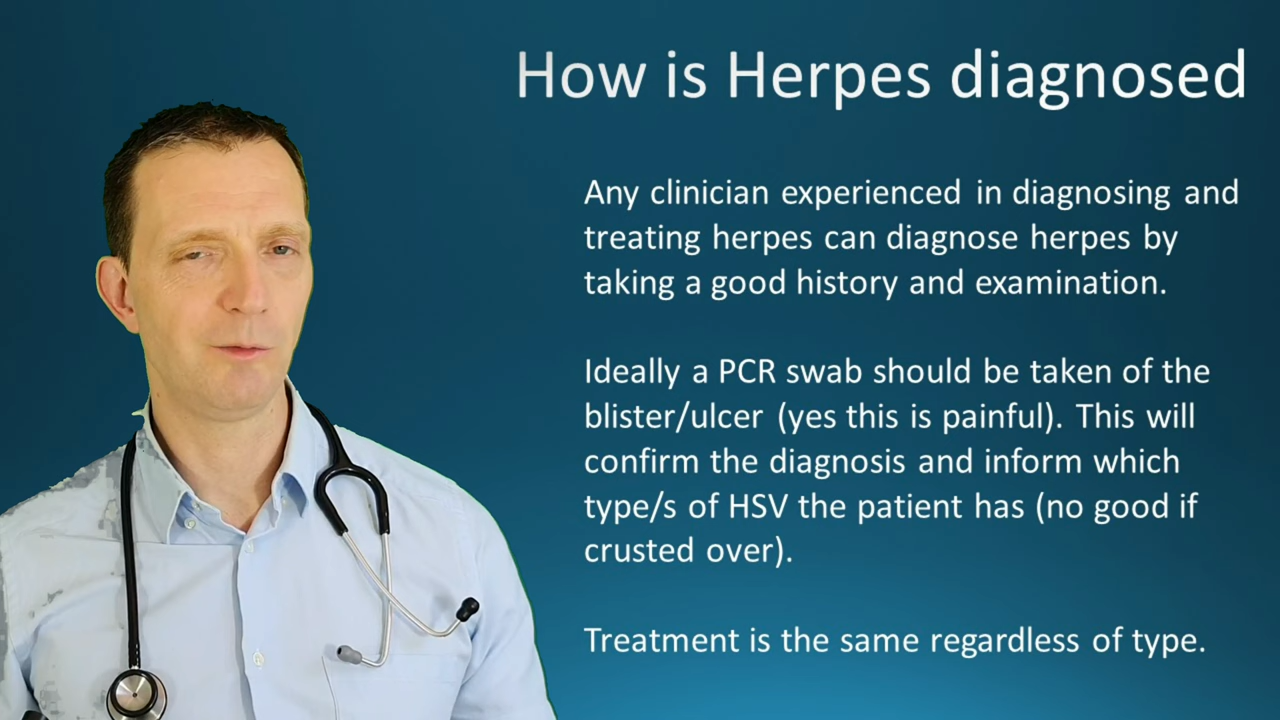 How is Herpes diagnosed
Any clinician experienced in diagnosing and
treating herpes can diagnose herpes by
taking a good history and examination.
Ideally a PCR swab should be taken of the
blister/ulcer (yes this is painful). This will
confirm the diagnosis and inform which
type/s of HSV the patient has (no good if
crusted over).
Treatment is the same regardless of type.